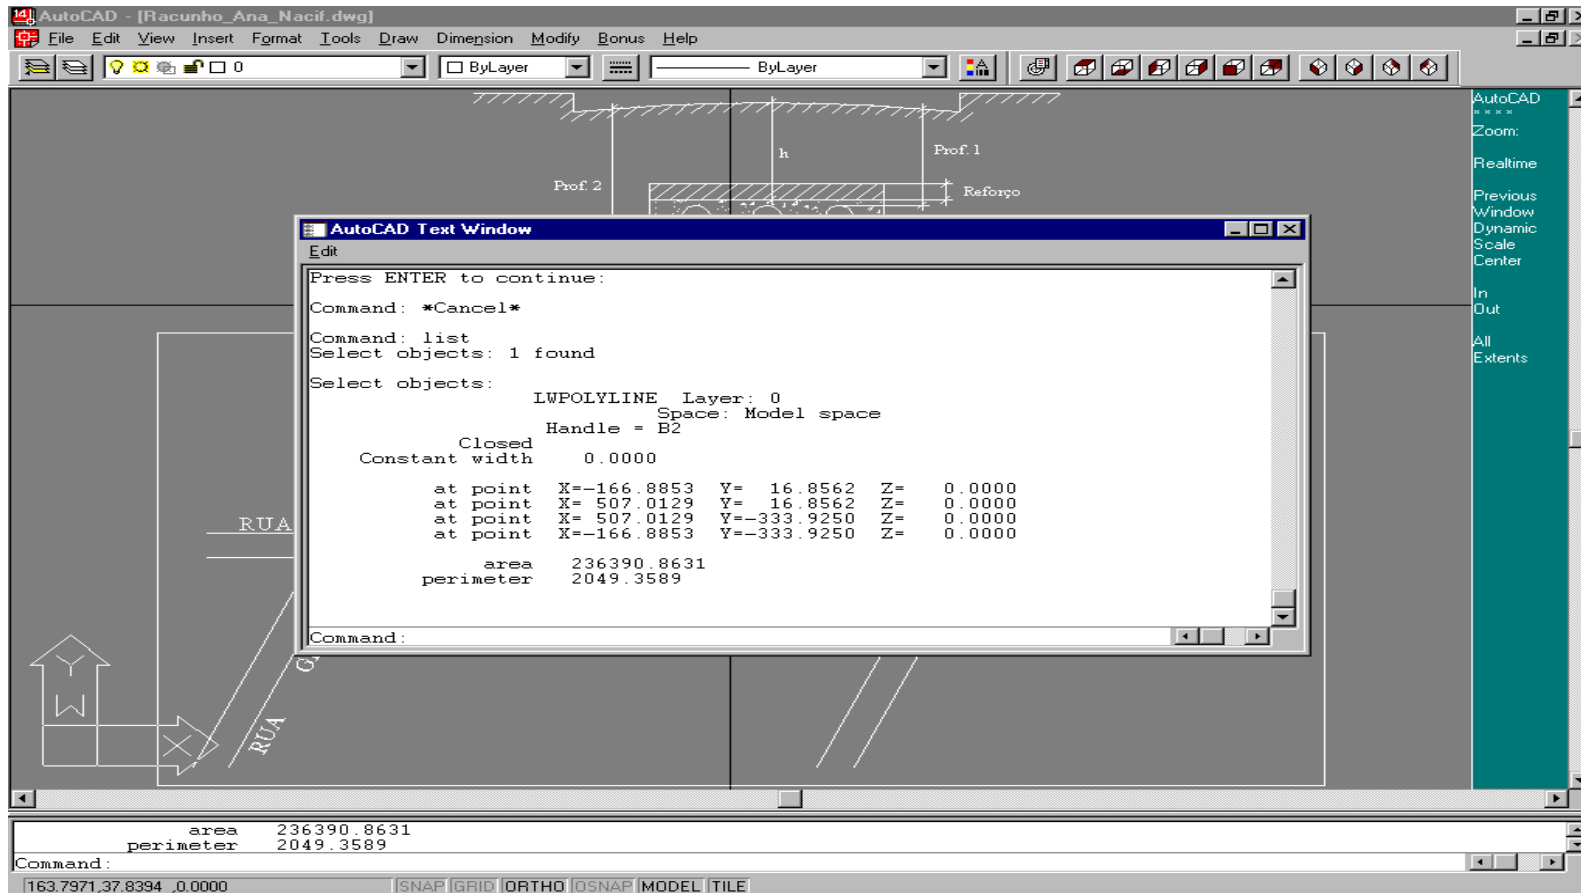 AutoCAD - [Racunho_Ana_Nacif.dwg]
File Edit View Insert Format Tools Draw Dimension Modify Bonus Help
0 ByLayer ByLayer
AutoCAD
* * * *
Zoom:
Realtime
Previous
Window
Dynamic
Scale
Center
In
Out
All
Extents
h
Prof. 1
Prof. 2
Reforço
AutoCAD Text Window
Edit
Press ENTER to continue:
Command: *Cancel*
Command: list
Select objects: 1 found
Select objects:
LWPOLYLINE Layer: 0
Space: Model space
Handle = B2
Closed
Constant width 0.0000
at point X=-166.8853 Y= 16.8562 Z= 0.0000
at point X= 507.0129 Y= 16.8562 Z= 0.0000
at point X= 507.0129 Y=-333.9250 Z= 0.0000
at point X=-166.8853 Y=-333.9250 Z= 0.0000
area 236390.8631
perimeter 2049.3589
Command:
RUA
RUA
Y
W
X
area 236390.8631
perimeter 2049.3589
Command:
163.7971,37.8394 ,0.0000 SNAP GRID ORTHO OSNAP MODEL TILE